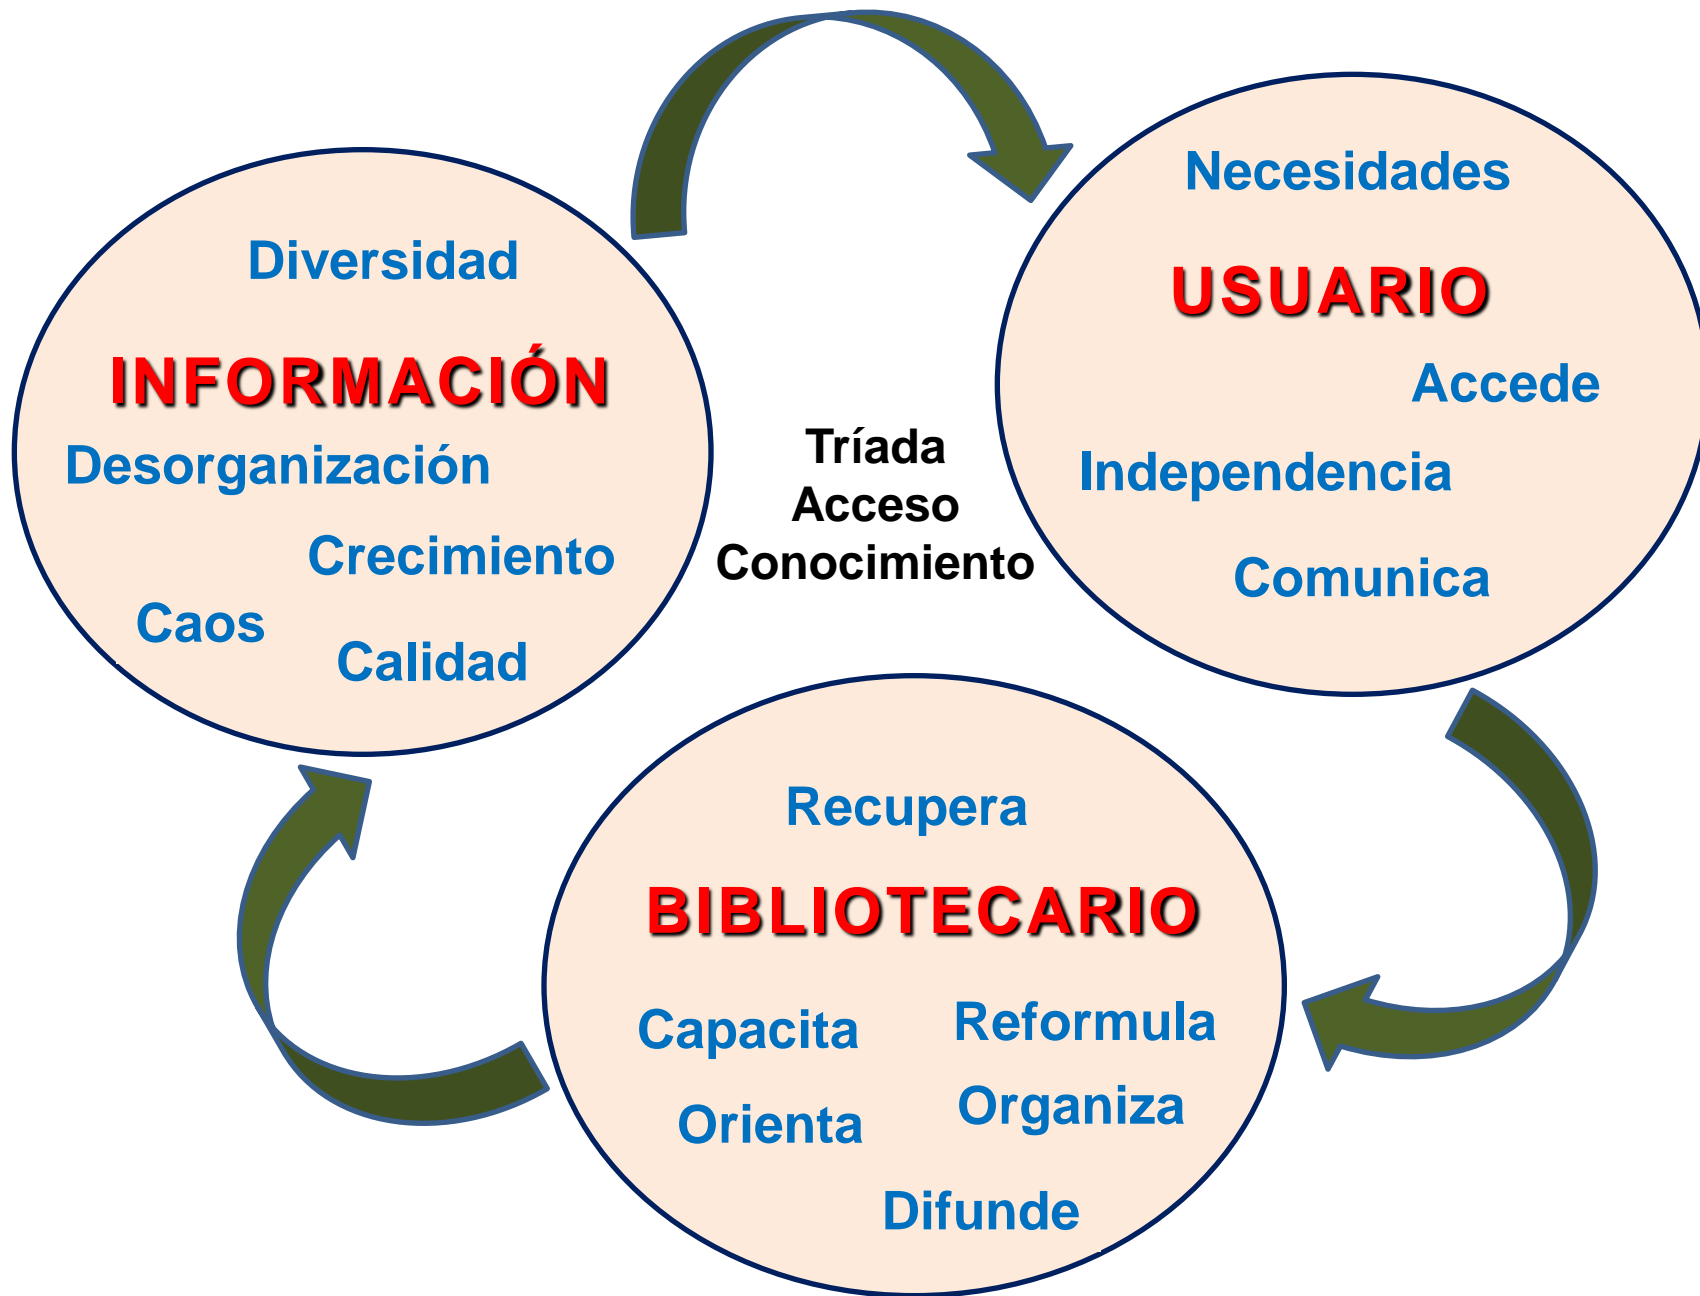 Diversidad
INFORMACIÓN
Desorganización
Crecimiento
Caos
Calidad
Tríada
Acceso
Conocimiento
Necesidades
USUARIO
Accede
Independencia
Comunica
Recupera
BIBLIOTECARIO
Capacita
Reformula
Orienta
Organiza
Difunde